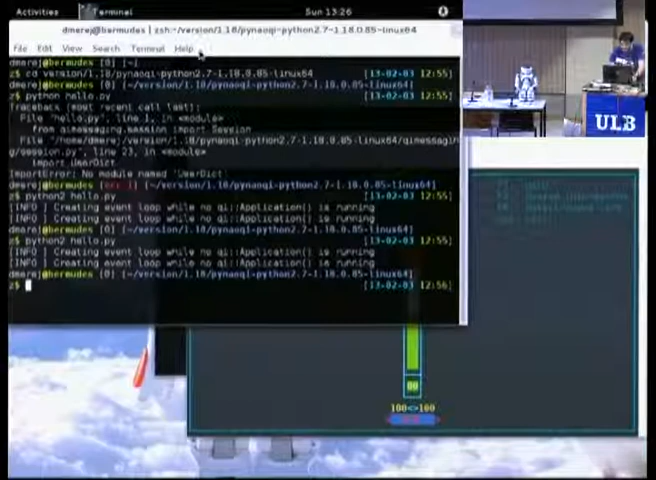 Activities Terminal Sun 13:26
dmerej@bermudes | zsh:~/version/1.18/pynaoqi-python2.7-1.18.0.85-linux64
File Edit View Search Terminal Help
dmerej@bermudes [0] [~]
z$ cd version/1.18/pynaoqi-python2.7-1.18.0.85-linux64 [13-02-03 12:55]
dmerej@bermudes [0] [~/version/1.18/pynaoqi-python2.7-1.18.0.85-linux64]
z$ python hello.py [13-02-03 12:55]
Traceback (most recent call last):
File "hello.py", line 1, in <module>
from qimessaging.session import Session
File "/home/dmerej/version/1.18/pynaoqi-python2.7-1.18.0.85-linux64/qimessagin
g/session.py", line 23, in <module>
import UserDict
ImportError: No module named 'UserDict'
dmerej@bermudes [err 1] [~/version/1.18/pynaoqi-python2.7-1.18.0.85-linux64]
z$ python2 hello.py [13-02-03 12:55]
[INFO ] Creating event loop while no qi::Application() is running
[INFO ] Creating event loop while no qi::Application() is running
dmerej@bermudes [0] [~/version/1.18/pynaoqi-python2.7-1.18.0.85-linux64]
z$ python2 hello.py [13-02-03 12:55]
[INFO ] Creating event loop while no qi::Application() is running
[INFO ] Creating event loop while no qi::Application() is running
dmerej@bermudes [0] [~/version/1.18/pynaoqi-python2.7-1.18.0.85-linux64]
z$ [13-02-03 12:56]
ULB
80
100<>100